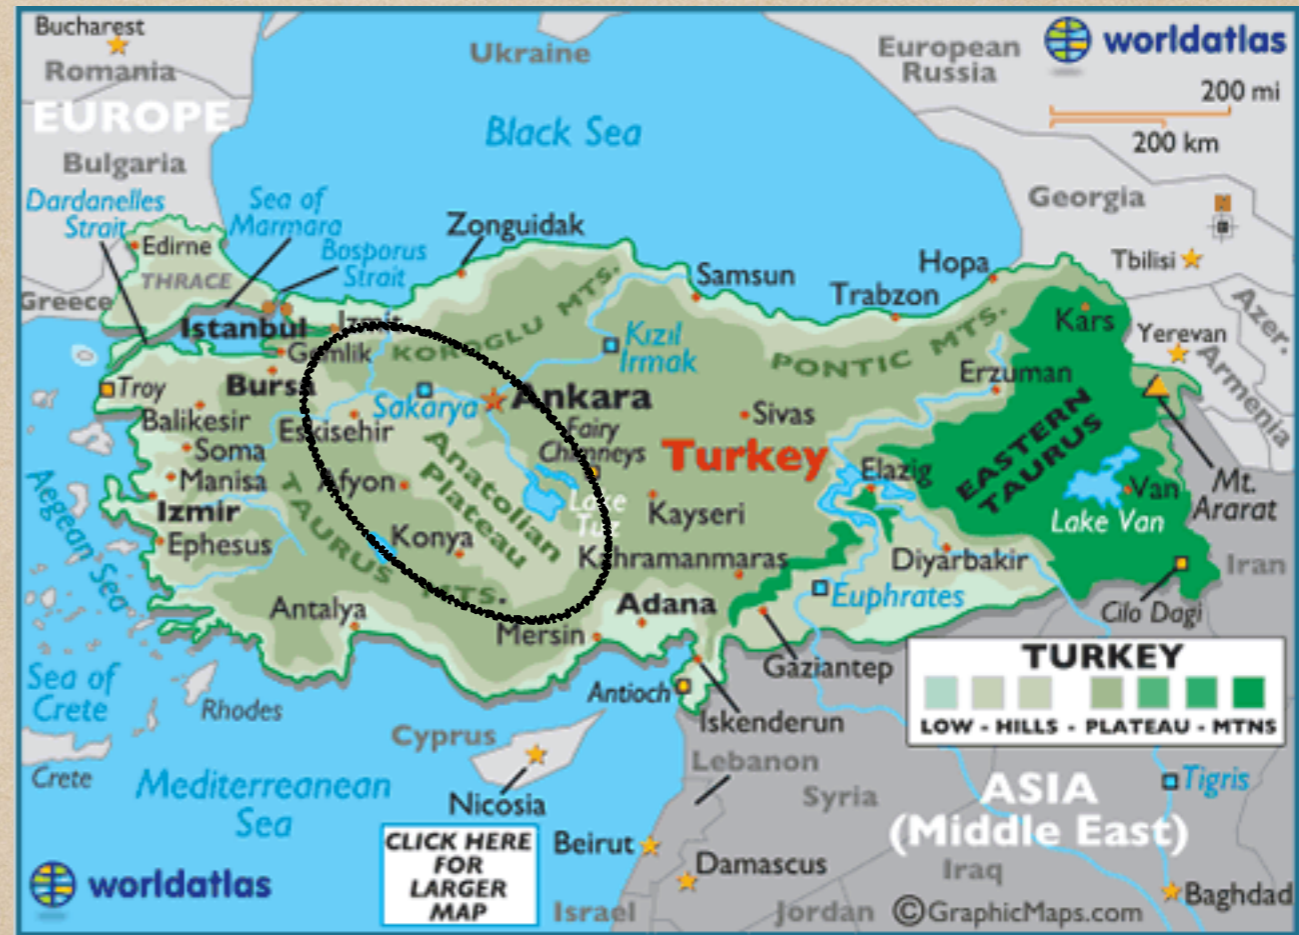 Bucharest
Romania
EUROPE
Bulgaria
Ukraine
European
Russia
worldatlas
200 mi
200 km
Black Sea
Georgia
Tbilisi
Azer.
Yerevan
Armenia
Dardanelles
Strait
Sea of
Marmara
Bosporus
Strait
Zonguidak
Edirne
THRACE
Greece
Istanbul
Izmit
Gemlik
KOROGLU MTS.
Samsun
Trabzon
Hopa
Kars
Kızıl
Irmak
PONTIC MTS.
Erzuman
Troy
Bursa
Balikesir
Sakarya
Ankara
Eskisehir
Fairy
Chimneys
Sivas
Turkey
EASTERN
TAURUS
Soma
Manisa
Afyon
Anatolian
Plateau
Elazig
Van
Mt.
Ararat
Aegean Sea
Izmir
Ephesus
TAURUS MTS.
Konya
Lake
Tuz
Kayseri
Lake Van
Kahramanmaras
Diyarbakir
Iran
Antalya
Mersin
Adana
Euphrates
Cilo Dagi
Sea of
Crete
Rhodes
Antioch
Gaziantep
Iskenderun
TURKEY
LOW - HILLS - PLATEAU - MTNS
Crete
Cyprus
Nicosia
Lebanon
Syria
ASIA
(Middle East)
Tigris
Mediterranean
Sea
CLICK HERE
FOR
LARGER
MAP
Beirut
Damascus
Iraq
Baghdad
worldatlas
Israel
Jordan
©GraphicMaps.com